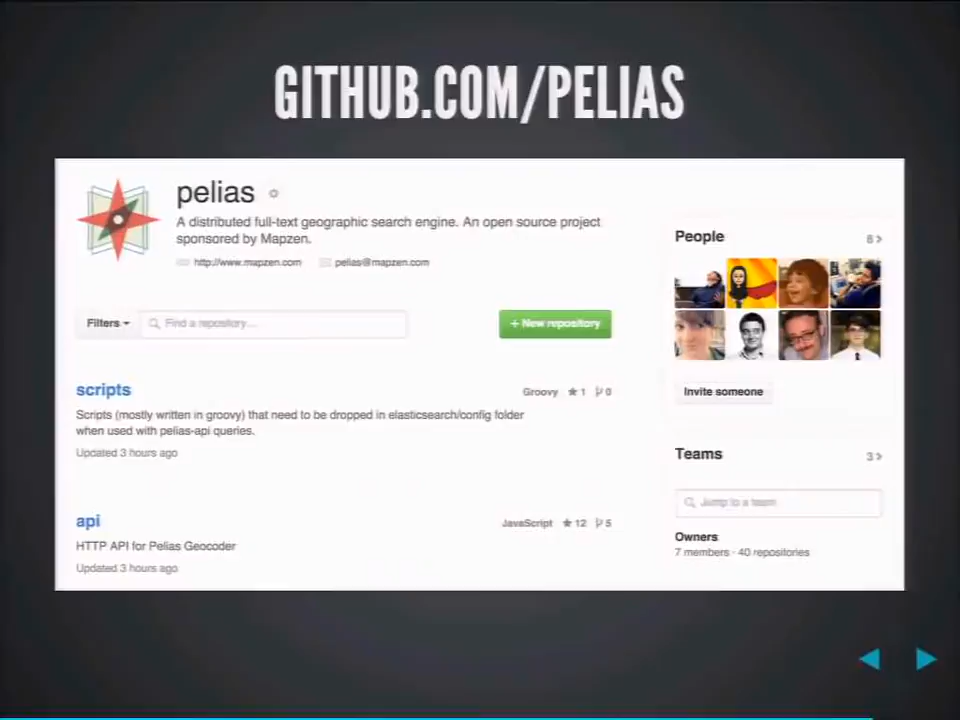 GITHUB.COM/PELIAS
pelias
A distributed full-text geographic search engine. An open source project
sponsored by Mapzen.
http://www.mapzen.com pelias@mapzen.com
Filters
Find a repository...
+ New repository
scripts
Groovy 1 0
Scripts (mostly written in groovy) that need to be dropped in elasticsearch/config folder
when used with pelias-api queries.
Updated 3 hours ago
api
JavaScript 12 5
HTTP API for Pelias Geocoder
Updated 3 hours ago
People
8 >
Invite someone
Teams
3 >
Jump to a team
Owners
7 members · 40 repositories